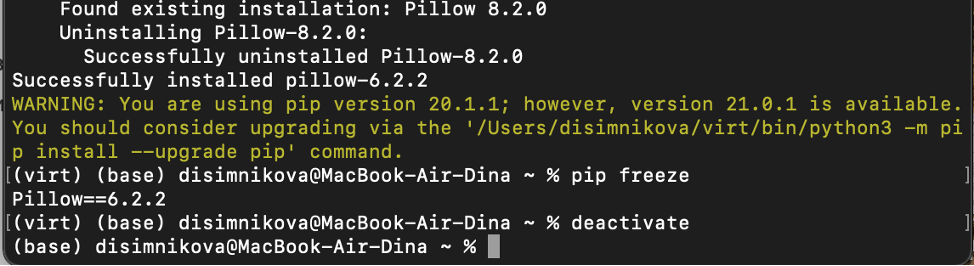 Found existing installation: Pillow 8.2.0
Uninstalling Pillow-8.2.0:
Successfully uninstalled Pillow-8.2.0
Successfully installed pillow-6.2.2
WARNING: You are using pip version 20.1.1; however, version 21.0.1 is available.
You should consider upgrading via the '/Users/disimnikova/virt/bin/python3 -m pi
p install --upgrade pip' command.
[(virt) (base) disimnikova@MacBook-Air-Dina ~ % pip freeze ]
Pillow==6.2.2
[(virt) (base) disimnikova@MacBook-Air-Dina ~ % deactivate ]
(base) disimnikova@MacBook-Air-Dina ~ %